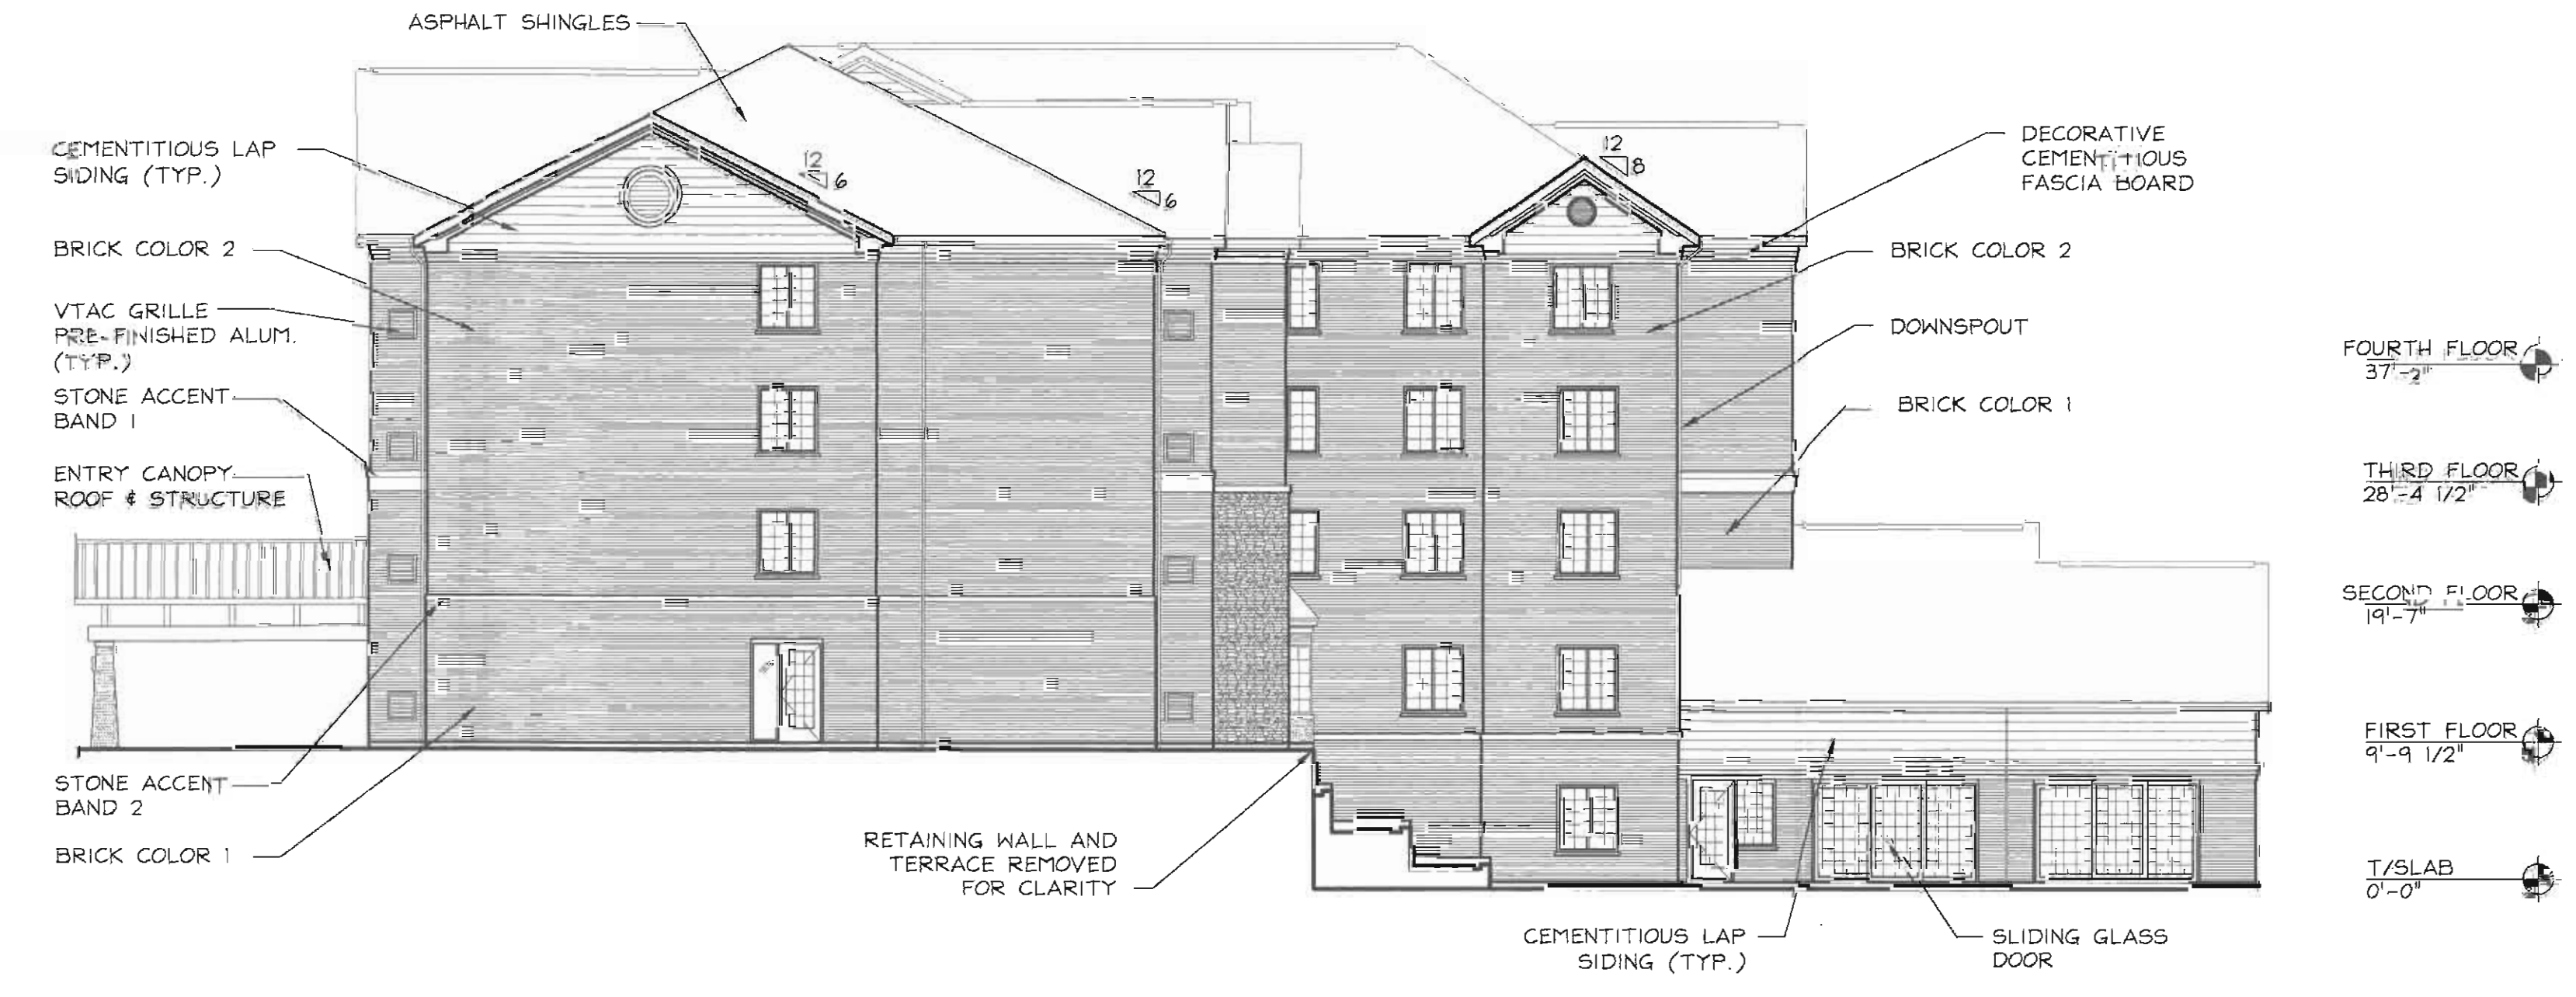 ASPHALT SHINGLES
CEMENTITIOUS LAP
SIDING (TYP.)
BRICK COLOR 2
VTAC GRILLE
PRE-FINISHED ALUM.
(TYP.)
STONE ACCENT
BAND 1
ENTRY CANOPY
ROOF & STRUCTURE
STONE ACCENT
BAND 2
BRICK COLOR 1
12
6
12
6
12
8
RETAINING WALL AND
TERRACE REMOVED
FOR CLARITY
DECORATIVE
CEMENTITIOUS
FASCIA BOARD
BRICK COLOR 2
DOWNSPOUT
BRICK COLOR 1
CEMENTITIOUS LAP
SIDING (TYP.)
SLIDING GLASS
DOOR
FOURTH FLOOR
37'-2"
THIRD FLOOR
28'-4 1/2"
SECOND FLOOR
19'-7"
FIRST FLOOR
9'-9 1/2"
T/SLAB
0'-0"